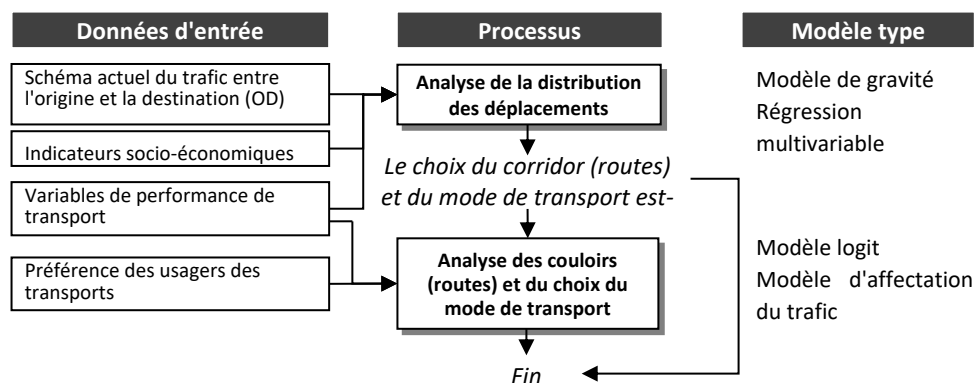 Données d'entrée
Processus
Modèle type
Schéma actuel du trafic entre
l'origine et la destination (OD)
Indicateurs socio-économiques
Variables de performance de
transport
Préférence des usagers des
transports
Analyse de la distribution
des déplacements
Le choix du corridor (routes)
et du mode de transport est-
Analyse des couloirs
(routes) et du choix du
mode de transport
Fin
Modèle de gravité
Régression
multivariable
Modèle logit
Modèle d'affectation
du trafic